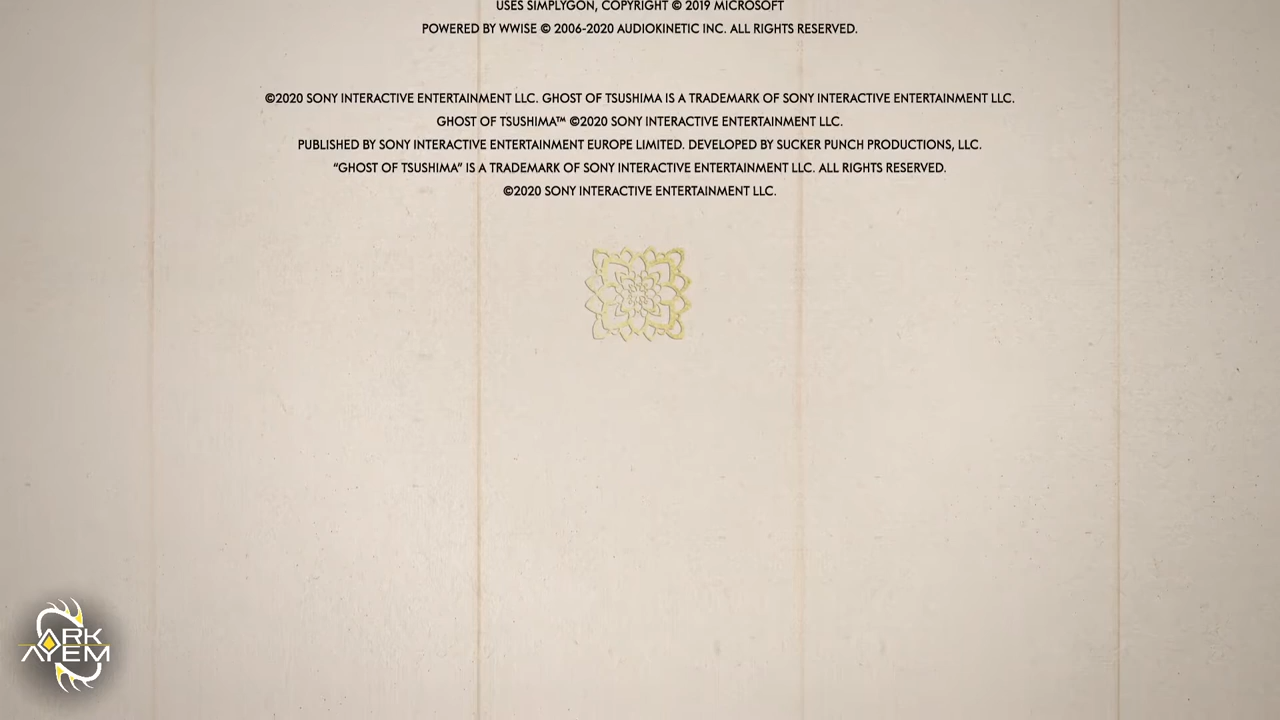 USES SIMPLYGON, COPYRIGHT © 2019 MICROSOFT
POWERED BY WWISE © 2006-2020 AUDIOKINETIC INC. ALL RIGHTS RESERVED.
©2020 SONY INTERACTIVE ENTERTAINMENT LLC. GHOST OF TSUSHIMA IS A TRADEMARK OF SONY INTERACTIVE ENTERTAINMENT LLC.
GHOST OF TSUSHIMA™ ©2020 SONY INTERACTIVE ENTERTAINMENT LLC.
PUBLISHED BY SONY INTERACTIVE ENTERTAINMENT EUROPE LIMITED. DEVELOPED BY SUCKER PUNCH PRODUCTIONS, LLC.
“GHOST OF TSUSHIMA” IS A TRADEMARK OF SONY INTERACTIVE ENTERTAINMENT LLC. ALL RIGHTS RESERVED.
©2020 SONY INTERACTIVE ENTERTAINMENT LLC.
ARK
AYEM